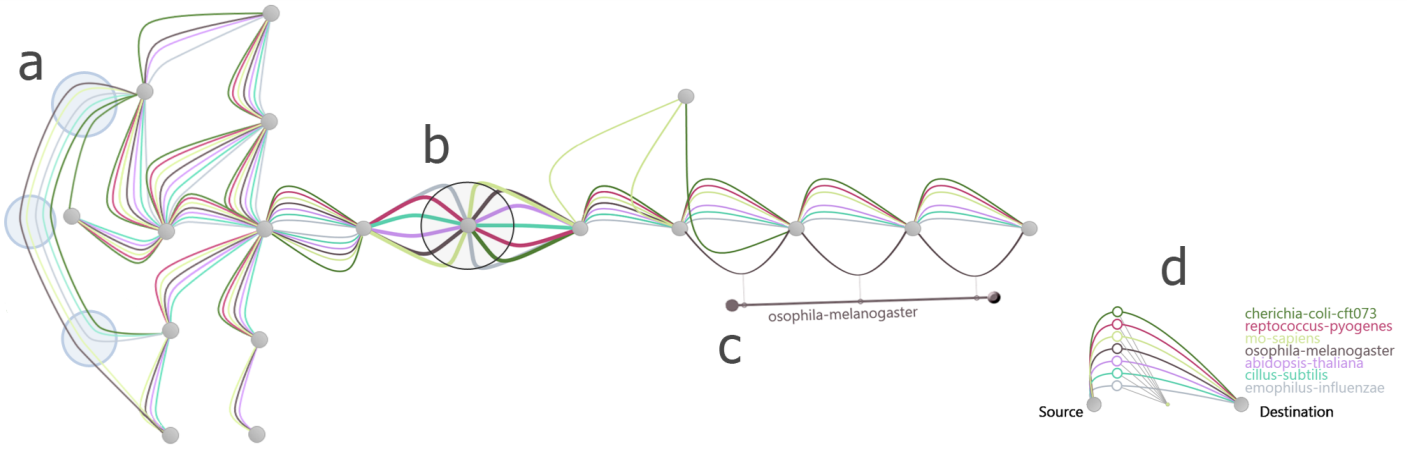 a
b
osophila-melanogaster
c
d
cherichia-coli-cft073
reptococcus-pyogenes
mo-sapiens
osophila-melanogaster
abidopsis-thaliana
cillus-subtilis
emophilus-influenzae
Source
Destination